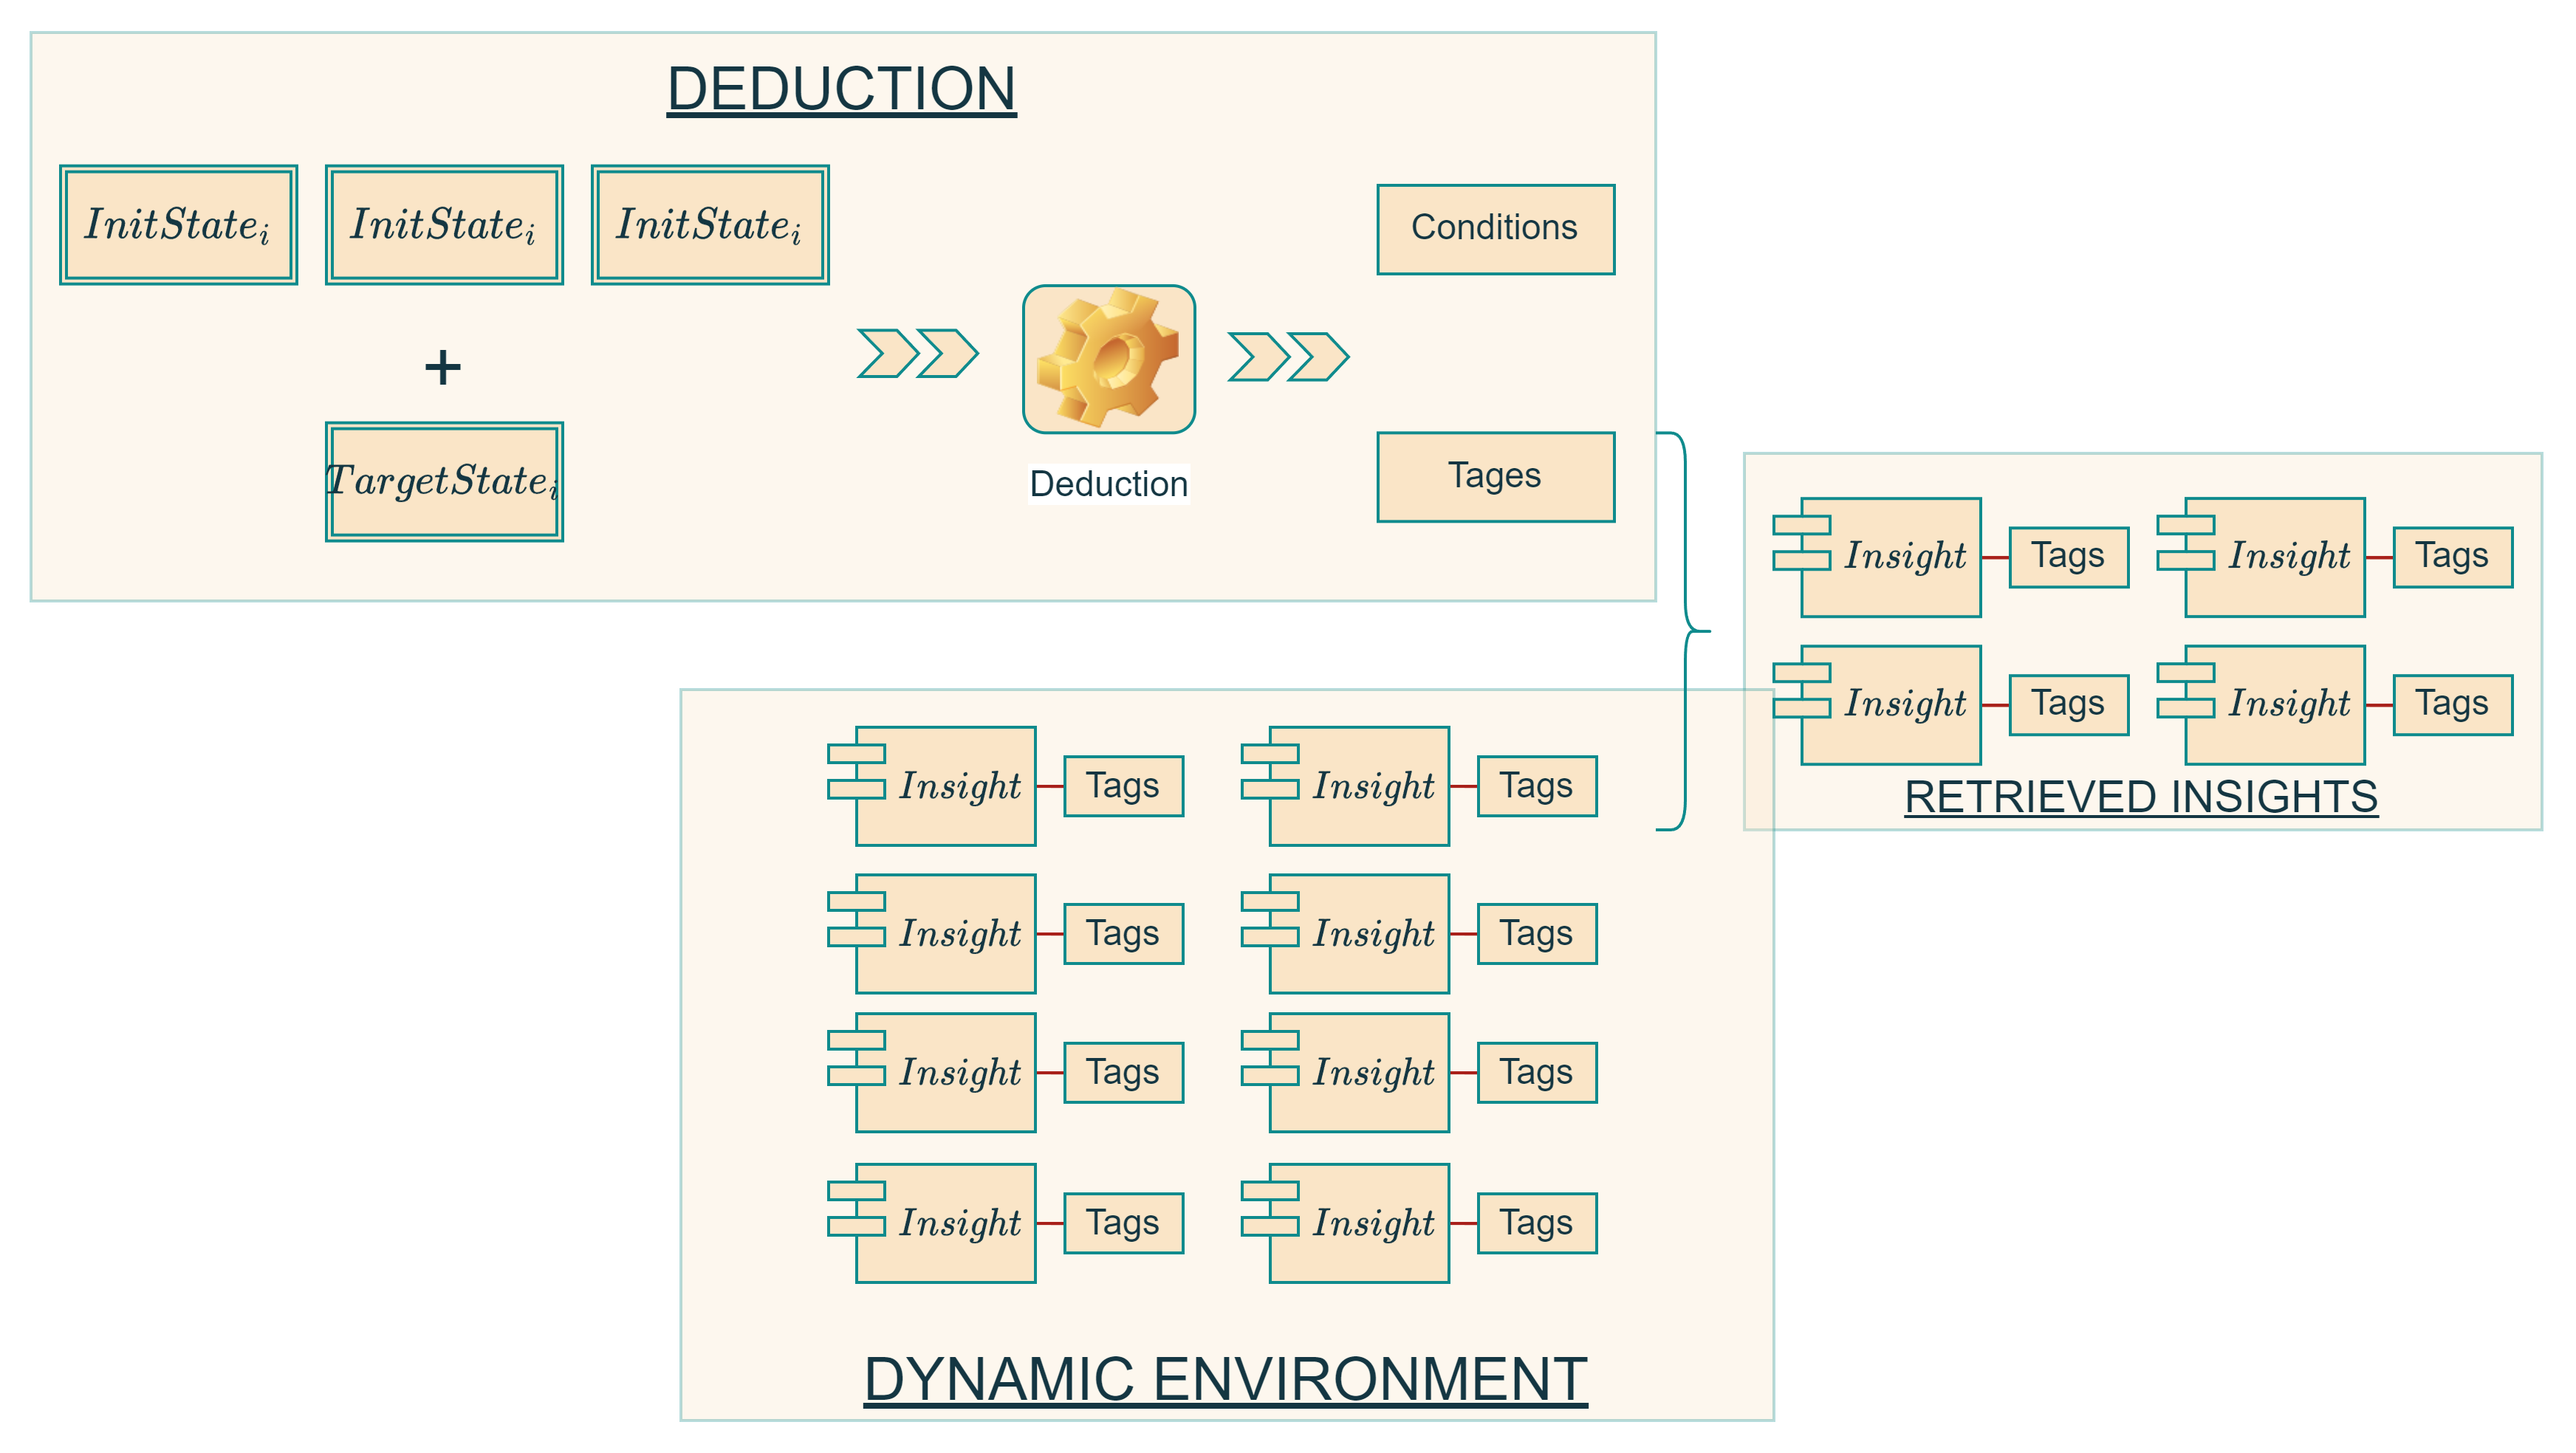 DEDUCTION
InitState_i InitState_i InitState_i
Conditions
+
TargetState_i
Deduction
Tages
Insight Tags Insight Tags
Insight Tags Insight Tags
RETRIEVED INSIGHTS
Insight Tags Insight Tags
Insight Tags Insight Tags
Insight Tags Insight Tags
Insight Tags Insight Tags
DYNAMIC ENVIRONMENT